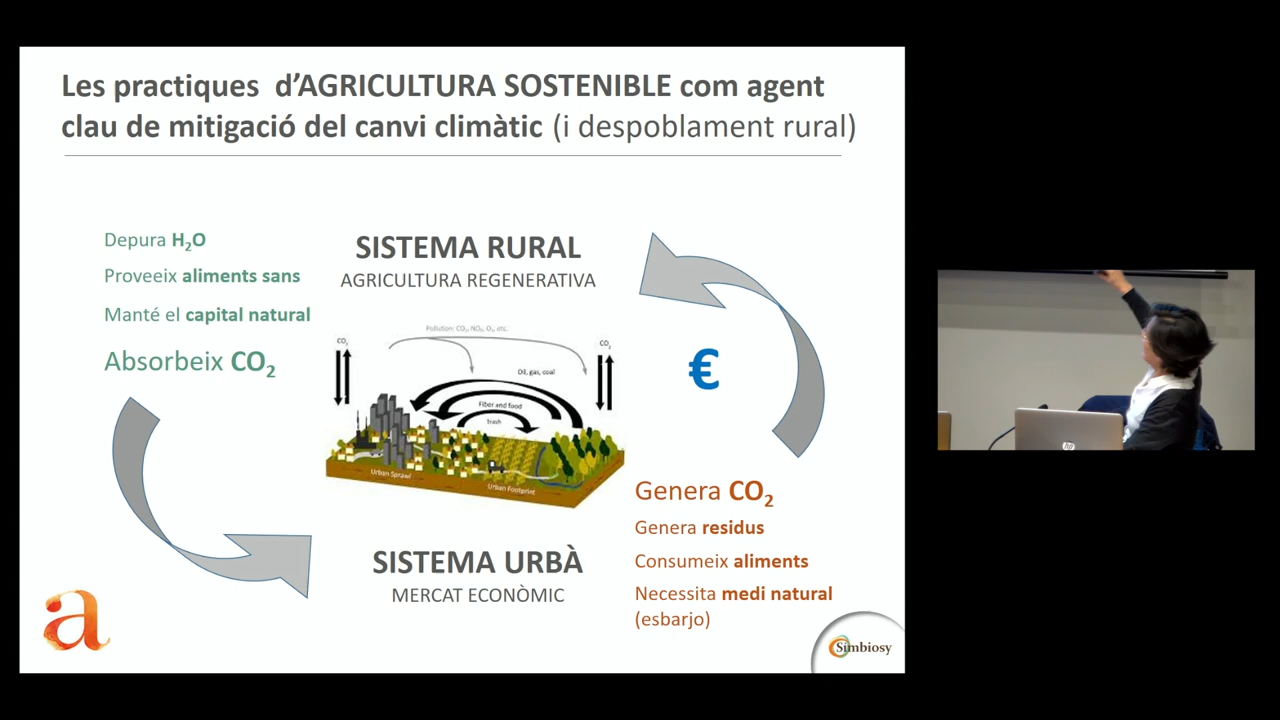 Les practiques d'AGRICULTURA SOSTENIBLE com agent
clau de mitigació del canvi climàtic (i despoblament rural)
Depura H₂O
Proveeix aliments sans
Manté el capital natural
Absorbeix CO₂
SISTEMA RURAL
AGRICULTURA REGENERATIVA
Pollution: CO₂, NO₂, O₃, etc.
CO₂
CO₂
Oil, gas, coal
Fiber and food
Trash
Urban Sprawl
Urban Footprint
€
SISTEMA URBÀ
MERCAT ECONÒMIC
Genera CO₂
Genera residus
Consumeix aliments
Necessita medi natural
(esbarjo)
a
Simbiosy
hp